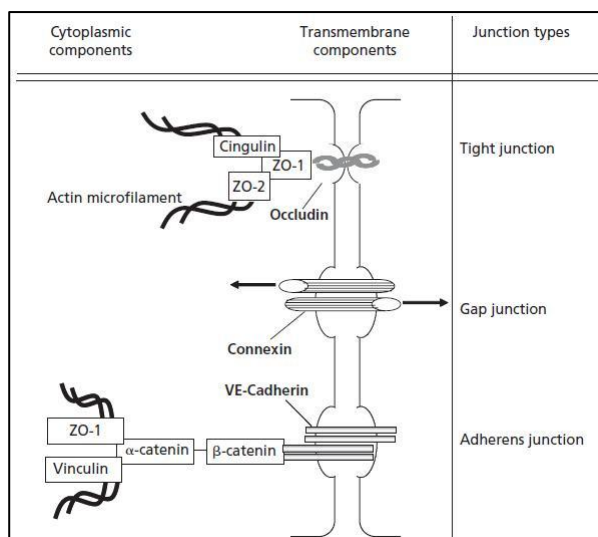 Cytoplasmic
components
Transmembrane
components
Junction types
Cingulin
ZO-1
ZO-2
Actin microfilament
Occludin
Tight junction
Connexin
Gap junction
VE-Cadherin
ZO-1
α-catenin
β-catenin
Vinculin
Adherens junction